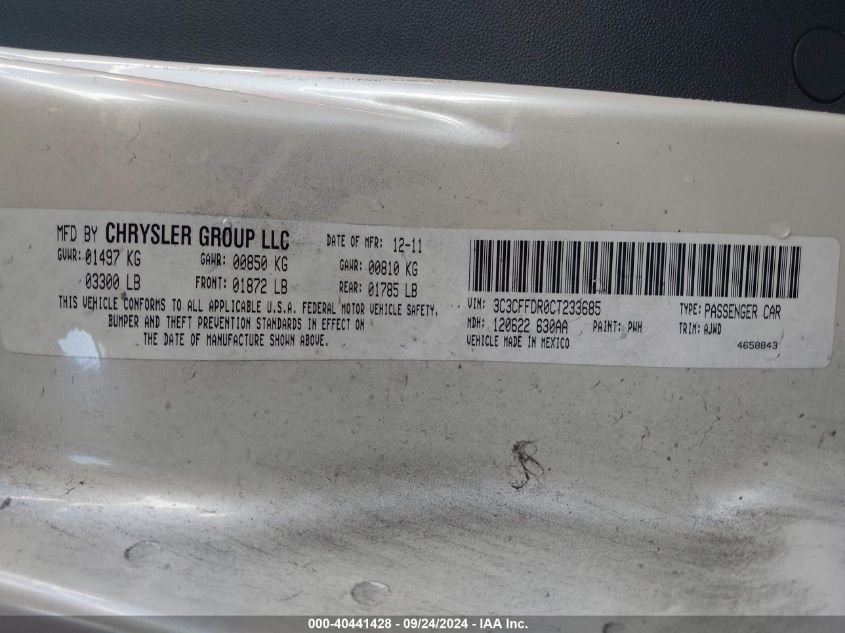 MFD BY CHRYSLER GROUP LLC DATE OF MFR: 12-11
GVWR: 01497 KG GAWR: 00850 KG GAWR: 00810 KG
03300 LB FRONT: 01872 LB REAR: 01785 LB
THIS VEHICLE CONFORMS TO ALL APPLICABLE U.S.A. FEDERAL MOTOR VEHICLE SAFETY,
BUMPER AND THEFT PREVENTION STANDARDS IN EFFECT ON
THE DATE OF MANUFACTURE SHOWN ABOVE.
VIN: 3C3CFFDR0CT233685 TYPE: PASSENGER CAR
MDH: 120622 630AA PAINT: PWH TRIM: AJWD
VEHICLE MADE IN MEXICO 4658843
000-40441428 - 09/24/2024 - IAA Inc.